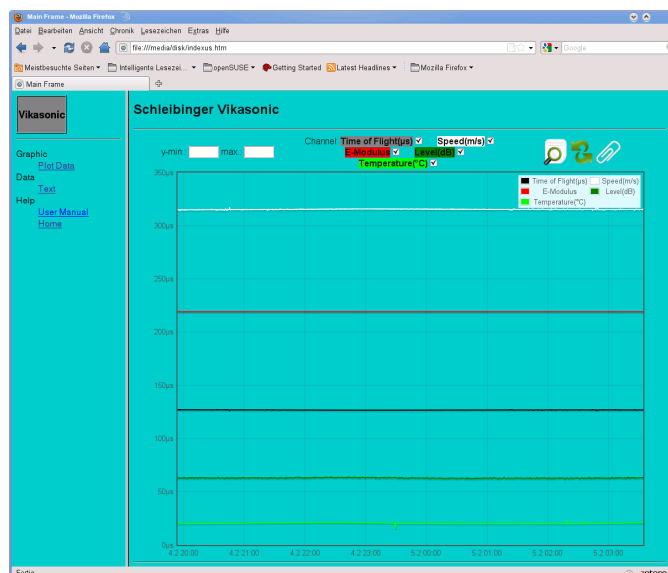 Main Frame - Mozilla Firefox
Datei Bearbeiten Ansicht Chronik Lesezeichen Extras Hilfe
file:///media/disk/indexus.htm
Google
Meistbesuchte Seiten Intelligente Lesezei... openSUSE Getting Started Latest Headlines Mozilla Firefox
Main Frame
Vikasonic
Graphic
Plot Data
Data
Text
Help
User Manual
Home
Schleibinger Vikasonic
y-min.: max.:
Channel: Time of Flight(µs) Speed(m/s)
E-Modulus Level(dB)
Temperature(°C)
Time of Flight(µs) Speed(m/s)
E-Modulus Level(dB)
Temperature(°C)
350µs
300µs
250µs
200µs
150µs
100µs
50µs
0µs
4.2 20:00 4.2 21:00 4.2 22:00 4.2 23:00 5.2 00:00 5.2 01:00 5.2 02:00 5.2 03:00
Fertig
zotero